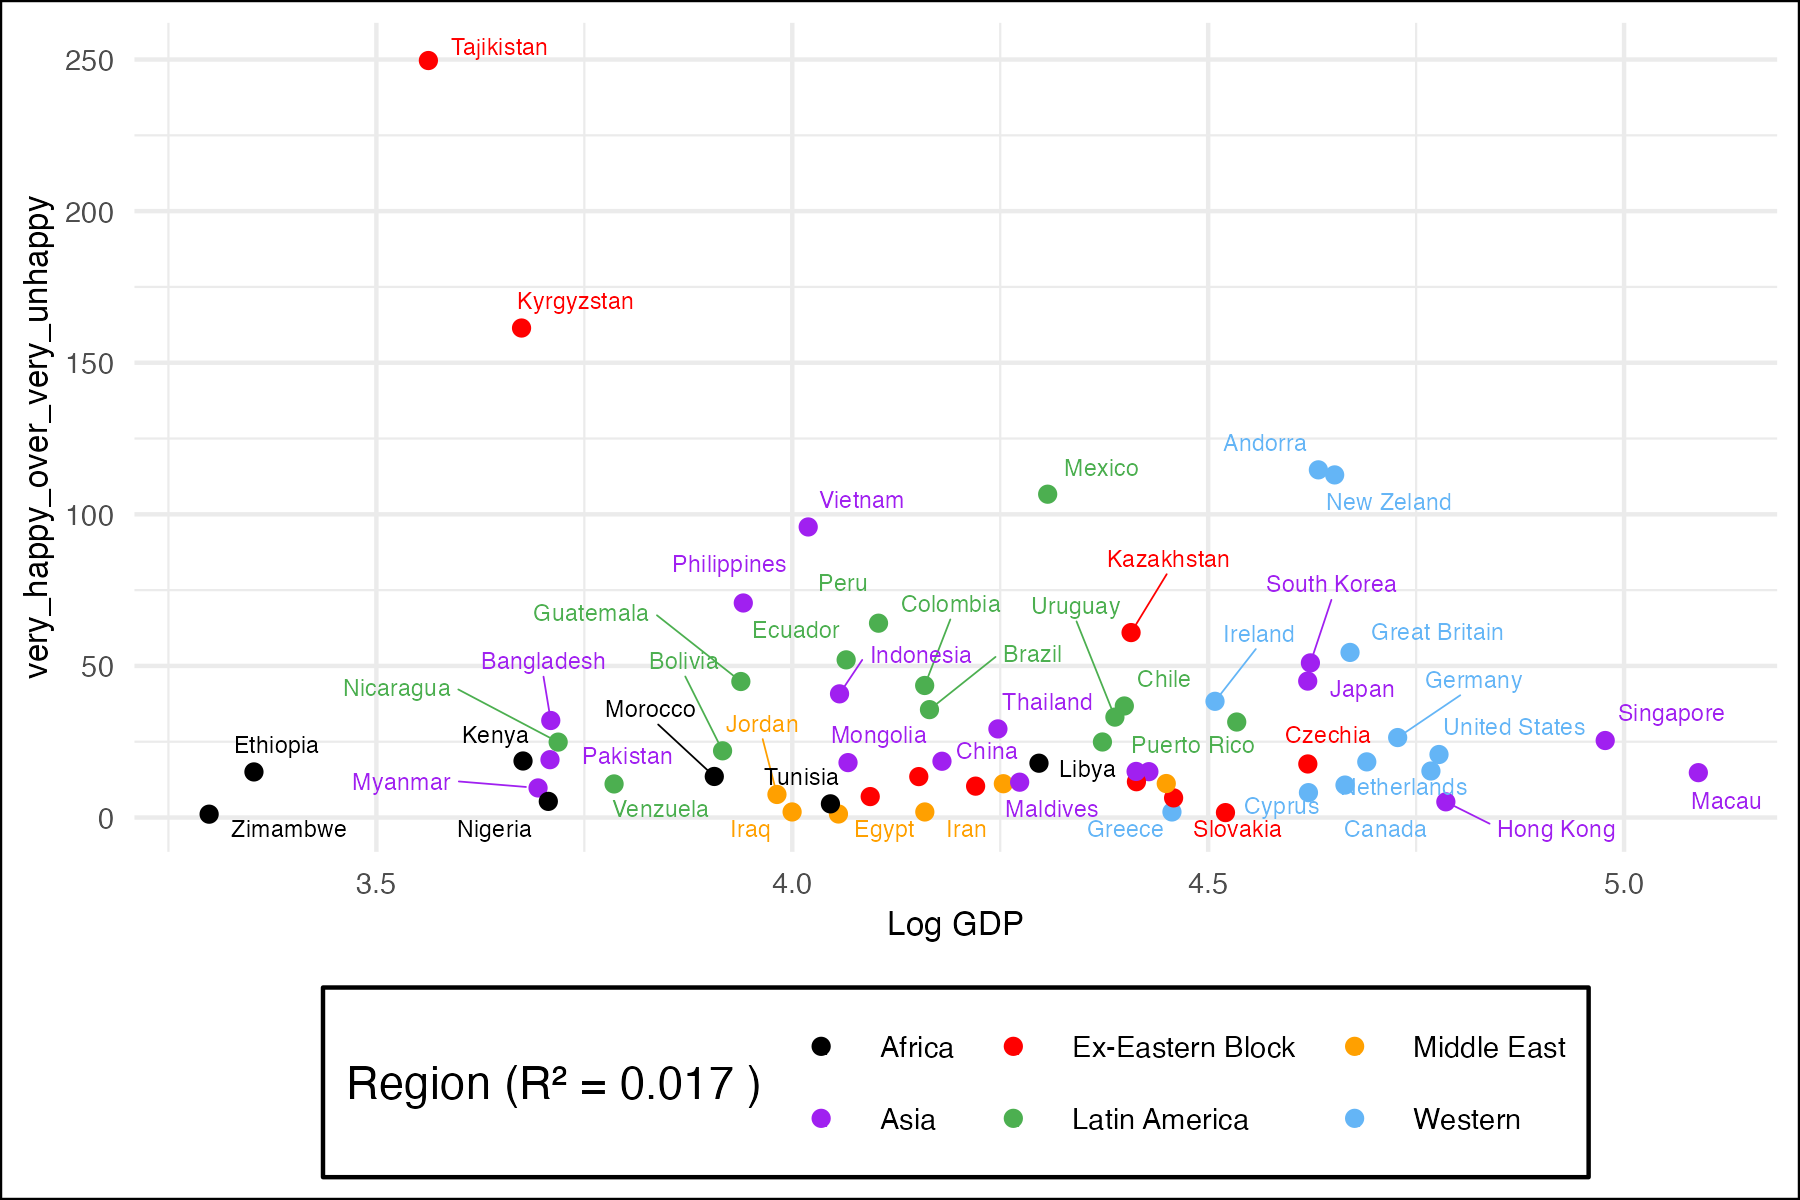 very_happy_over_very_unhappy
250
200
150
100
50
0
Tajikistan
Kyrgyzstan
Andorra
Mexico
New Zeland
Vietnam
Kazakhstan
Philippines
Peru
South Korea
Colombia
Uruguay
Guatemala
Ecuador
Ireland
Great Britain
Indonesia
Brazil
Bangladesh
Bolivia
Chile
Germany
Nicaragua
Japan
Thailand
Morocco
Singapore
Jordan
United States
Kenya
Mongolia
Czechia
Ethiopia
Puerto Rico
China
Pakistan
Libya
Tunisia
Myanmar
Netherlands
Macau
Cyprus
Venzuela
Maldives
Zimambwe
Nigeria
Iraq
Egypt
Iran
Greece
Slovakia
Canada
Hong Kong
3.5
4.0
4.5
5.0
Log GDP
Region (R² = 0.017 )
Africa
Ex-Eastern Block
Middle East
Asia
Latin America
Western